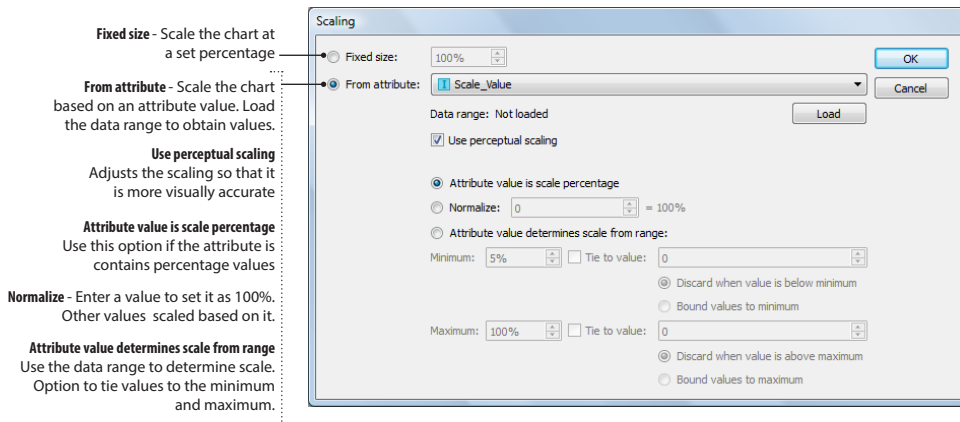 Fixed size - Scale the chart at
a set percentage
From attribute - Scale the chart
based on an attribute value. Load
the data range to obtain values.
Use perceptual scaling
Adjusts the scaling so that it
is more visually accurate
Attribute value is scale percentage
Use this option if the attribute is
contains percentage values
Normalize - Enter a value to set it as 100%.
Other values scaled based on it.
Attribute value determines scale from range
Use the data range to determine scale.
Option to tie values to the minimum
and maximum.
Scaling
Fixed size: 100%
OK
From attribute: I Scale_Value
Cancel
Data range: Not loaded Load
Use perceptual scaling
Attribute value is scale percentage
Normalize: 0 = 100%
Attribute value determines scale from range:
Minimum: 5% Tie to value: 0
Discard when value is below minimum
Bound values to minimum
Maximum: 100% Tie to value: 0
Discard when value is above maximum
Bound values to maximum